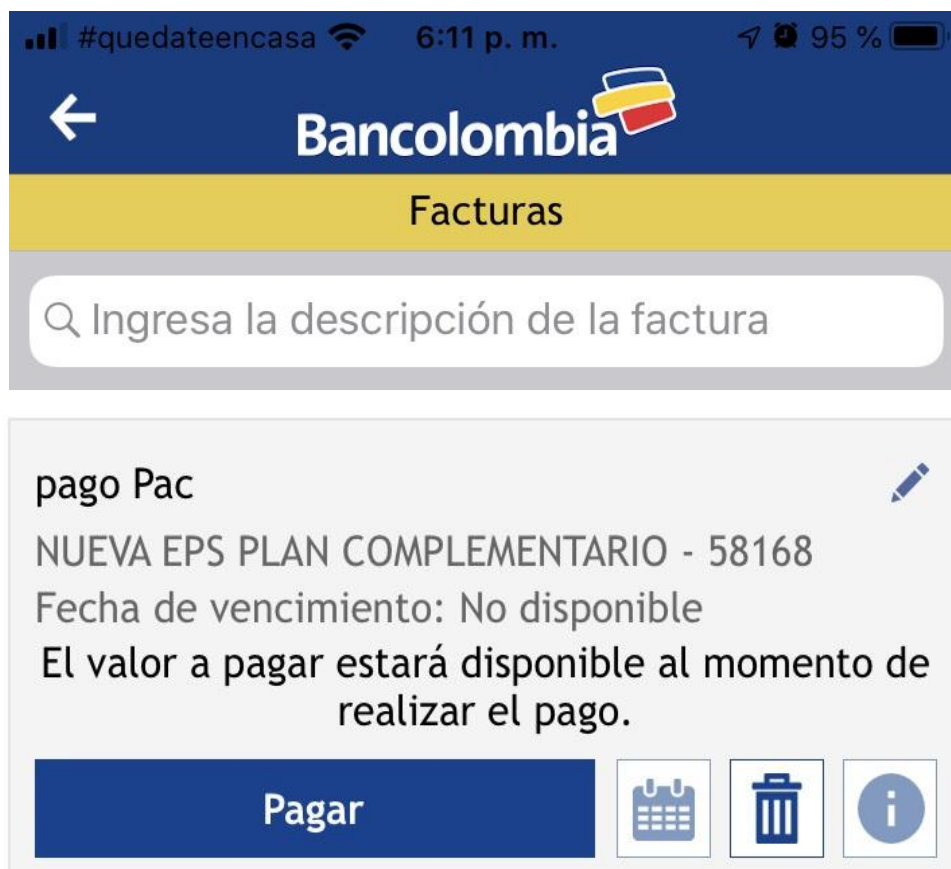 #quedateencasa 6:11 p. m. 95 %
Bancolombia
Facturas
Ingresa la descripción de la factura
pago Pac
NUEVA EPS PLAN COMPLEMENTARIO - 58168
Fecha de vencimiento: No disponible
El valor a pagar estará disponible al momento de
realizar el pago.
Pagar